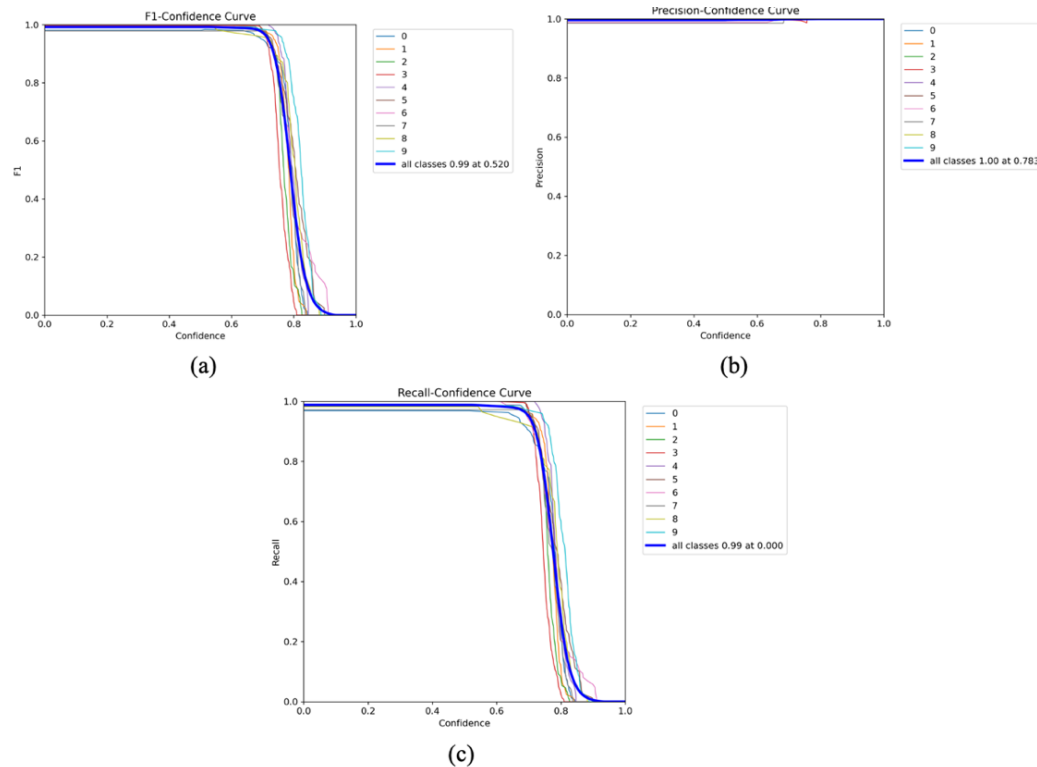 F1-Confidence Curve
1.0
0.8
0.6
0.4
0.2
0.0
F1
0.0 0.2 0.4 0.6 0.8 1.0
Confidence
0
1
2
3
4
5
6
7
8
9
all classes 0.99 at 0.520
(a)
Precision-Confidence Curve
1.0
0.8
0.6
0.4
0.2
0.0
Precision
0.0 0.2 0.4 0.6 0.8 1.0
Confidence
0
1
2
3
4
5
6
7
8
9
all classes 1.00 at 0.783
(b)
Recall-Confidence Curve
1.0
0.8
0.6
0.4
0.2
0.0
Recall
0.0 0.2 0.4 0.6 0.8 1.0
Confidence
0
1
2
3
4
5
6
7
8
9
all classes 0.99 at 0.000
(c)